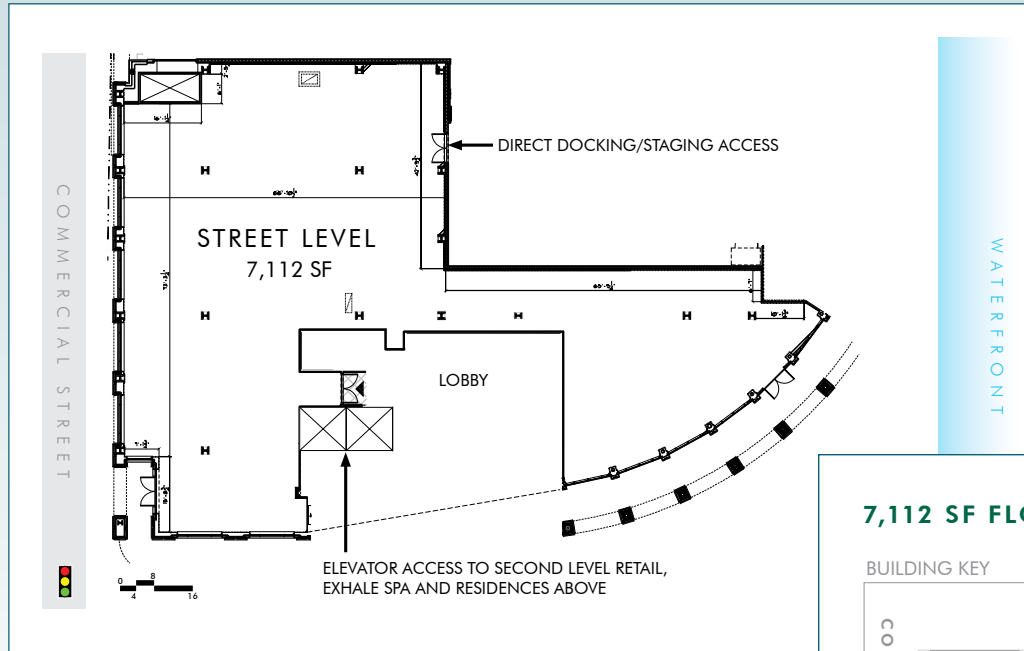 COMMERCIAL STREET
DIRECT DOCKING/STAGING ACCESS
STREET LEVEL
7,112 SF
WATERFRONT
LOBBY
ELEVATOR ACCESS TO SECOND LEVEL RETAIL,
EXHALE SPA AND RESIDENCES ABOVE
0 8
4 16
7,112 SF FLO
BUILDING KEY
CO